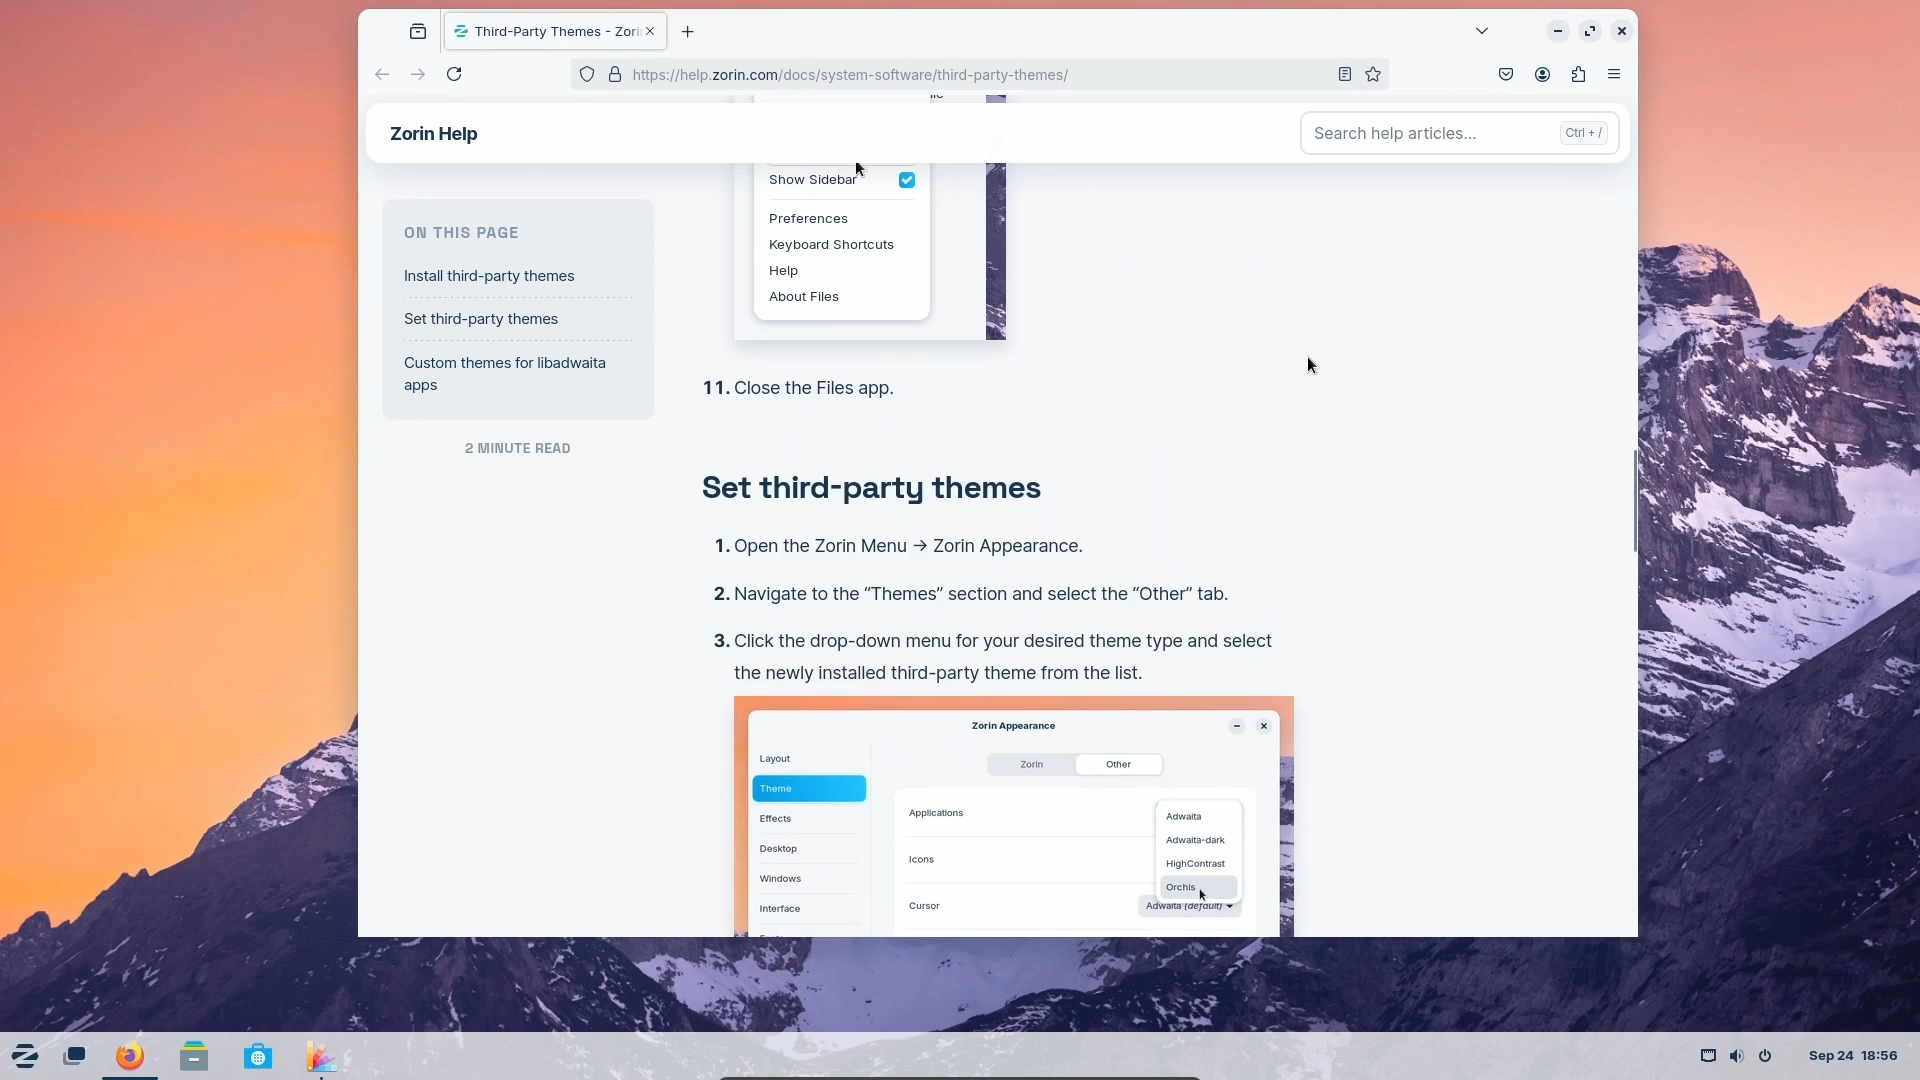 Third-Party Themes - Zori
https://help.zorin.com/docs/system-software/third-party-themes/
Zorin Help
Search help articles...
Ctrl + /
Show Sidebar
Preferences
Keyboard Shortcuts
Help
About Files
ON THIS PAGE
Install third-party themes
Set third-party themes
Custom themes for libadwaita
apps
2 MINUTE READ
11. Close the Files app.
Set third-party themes
1. Open the Zorin Menu → Zorin Appearance.
2. Navigate to the “Themes” section and select the “Other” tab.
3. Click the drop-down menu for your desired theme type and select
the newly installed third-party theme from the list.
Zorin Appearance
Layout
Theme
Effects
Desktop
Windows
Interface
Zorin
Other
Applications
Icons
Cursor
Adwaita
Adwaita-dark
HighContrast
Orchis
Adwaita (default)
Sep 24 18:56